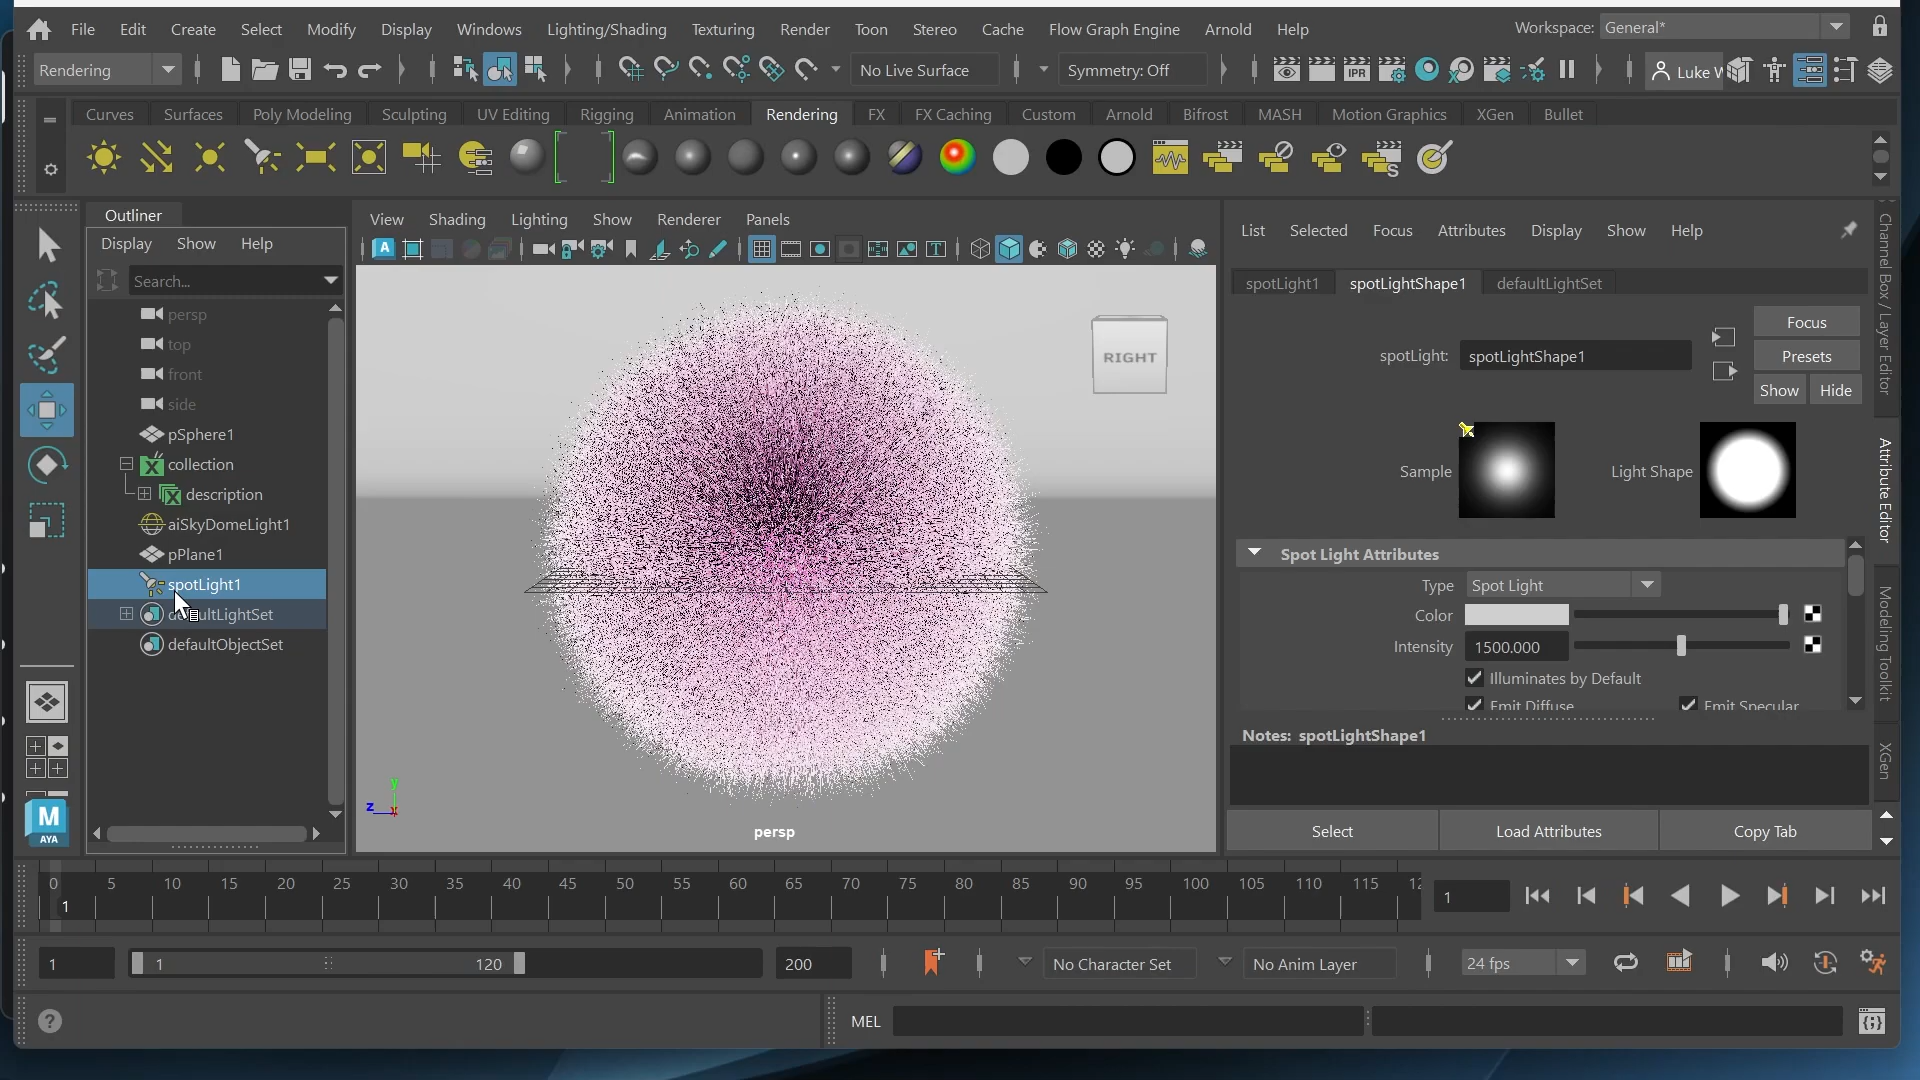 File Edit Create Select Modify Display Windows Lighting/Shading Texturing Render Toon Stereo Cache Flow Graph Engine Arnold Help Workspace: General*
Rendering No Live Surface Symmetry: Off IPR Luke
Curves Surfaces Poly Modeling Sculpting UV Editing Rigging Animation Rendering FX FX Caching Custom Arnold Bifrost MASH Motion Graphics XGen Bullet
Outliner
Display Show Help
Search...
persp
top
front
side
pSphere1
collection
description
aiSkyDomeLight1
pPlane1
spotLight1
defaultLightSet
defaultObjectSet
View Shading Lighting Show Renderer Panels
RIGHT
y
z
x
persp
List Selected Focus Attributes Display Show Help
spotLight1 spotLightShape1 defaultLightSet
Focus
spotLight: spotLightShape1 Presets
Show Hide
Sample Light Shape
Spot Light Attributes
Type Spot Light
Color
Intensity 1500.000
Illuminates by Default
Emit Diffuse Emit Specular
Notes: spotLightShape1
Select Load Attributes Copy Tab
Channel Box / Layer Editor
Attribute Editor
Modeling Toolkit
XGen
M
AYA
0 5 10 15 20 25 30 35 40 45 50 55 60 65 70 75 80 85 90 95 100 105 110 115 12
1
1
1 1 120 200 No Character Set No Anim Layer 24 fps
MEL